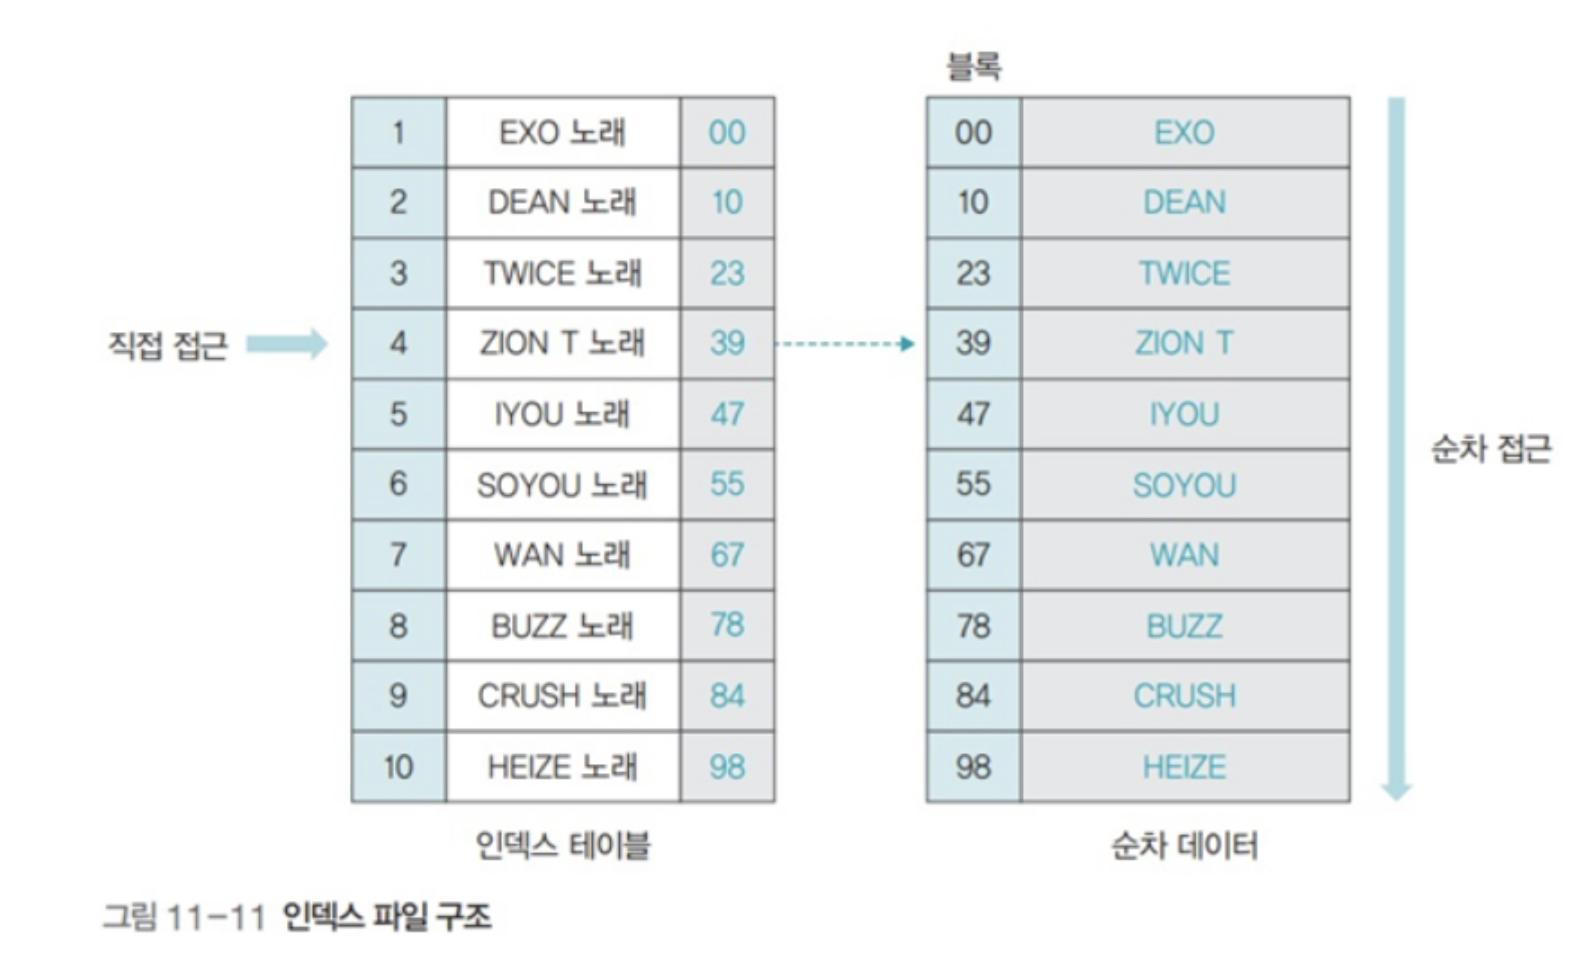 블록
1 EXO 노래 00 00 EXO
2 DEAN 노래 10 10 DEAN
3 TWICE 노래 23 23 TWICE
직접 접근 4 ZION T 노래 39 39 ZION T
5 IYOU 노래 47 47 IYOU
순차 접근
6 SOYOU 노래 55 55 SOYOU
7 WAN 노래 67 67 WAN
8 BUZZ 노래 78 78 BUZZ
9 CRUSH 노래 84 84 CRUSH
10 HEIZE 노래 98 98 HEIZE
인덱스 테이블 순차 데이터
그림 11-11 인덱스 파일 구조